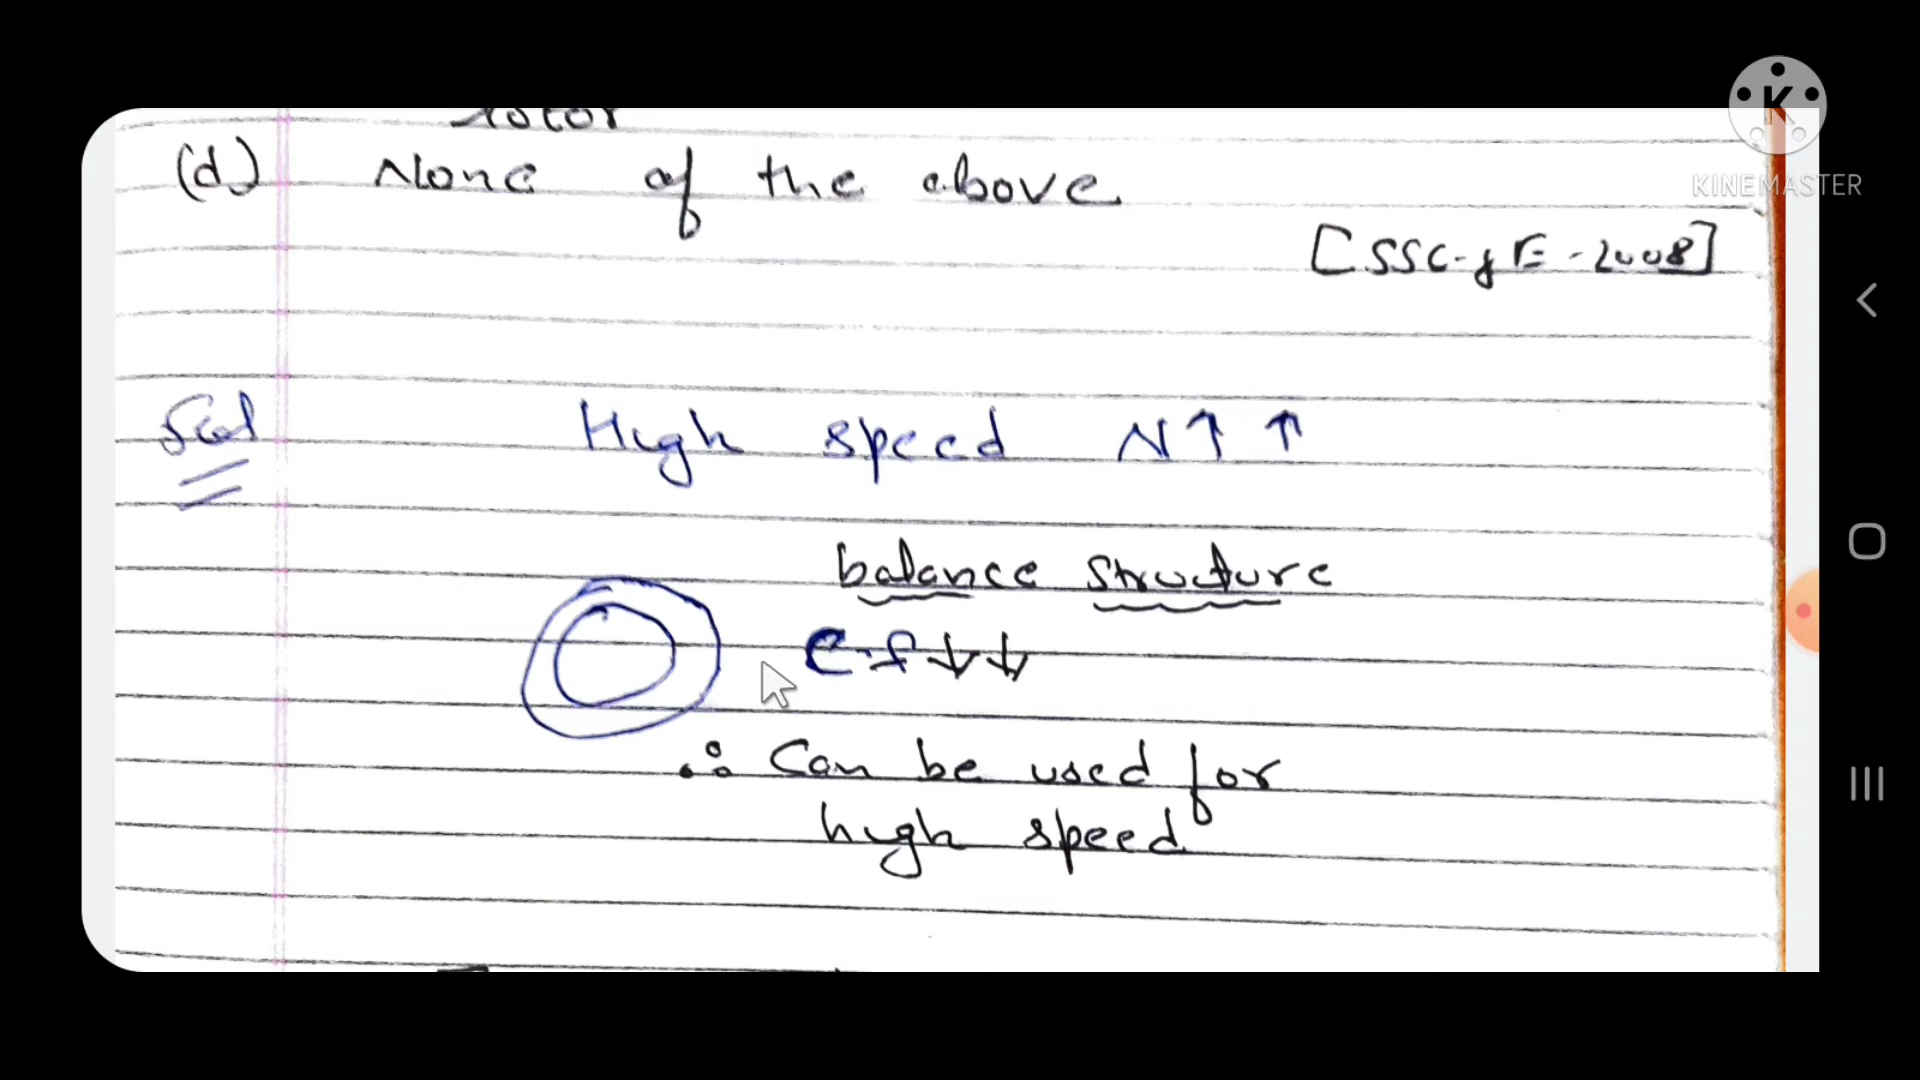 rotor
(d) None of the above
[SSC-JE-2008]
Sol High speed N↑ ↑
balance structure
C.f ↓ ↓
∴ Can be used for
high speed
KINEMASTER